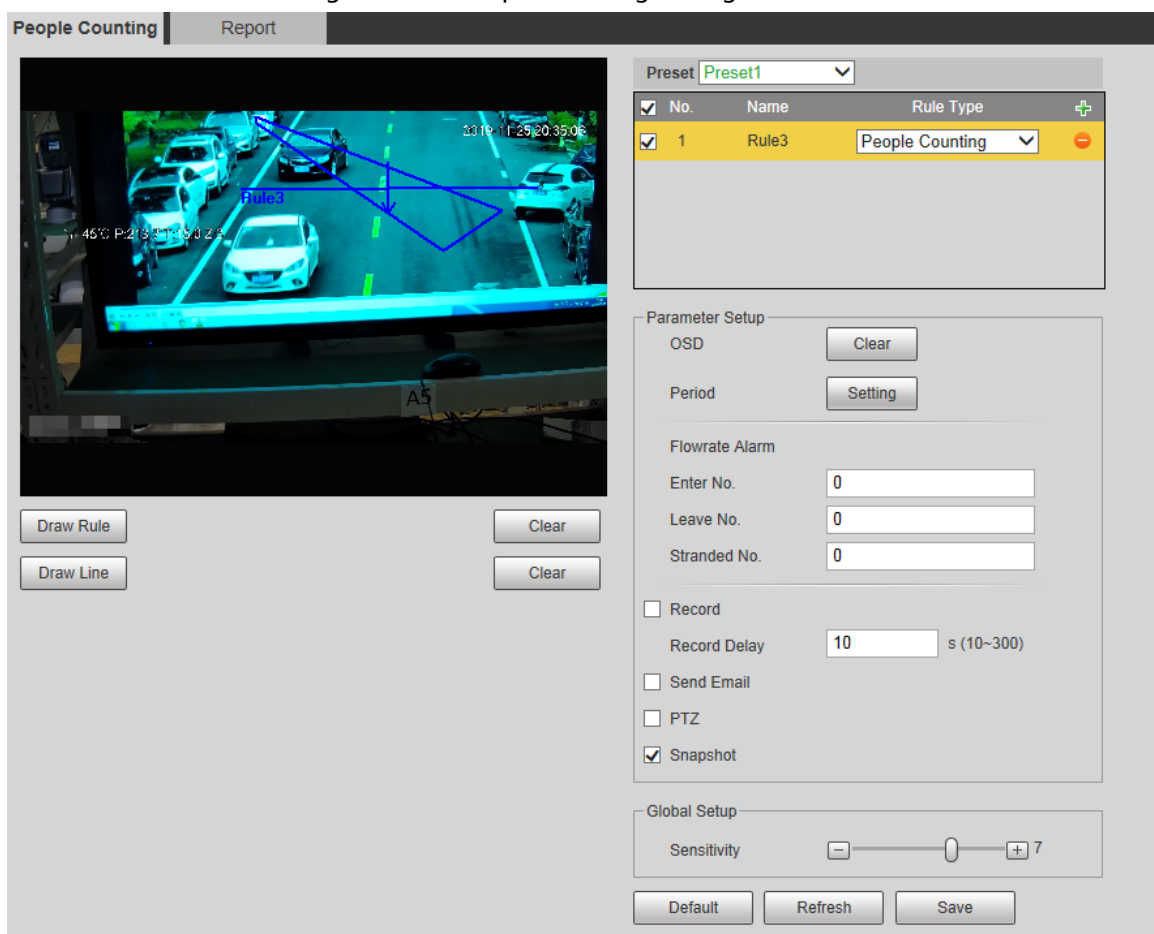 People Counting
Report
2019-11-25 20:35:06
Rule3
A5
Draw Rule
Clear
Draw Line
Clear
Preset Preset1
No. Name Rule Type
1 Rule3 People Counting
Parameter Setup
OSD Clear
Period Setting
Flowrate Alarm
Enter No. 0
Leave No. 0
Stranded No. 0
Record
Record Delay 10 s (10~300)
Send Email
PTZ
Snapshot
Global Setup
Sensitivity 7
Default Refresh Save